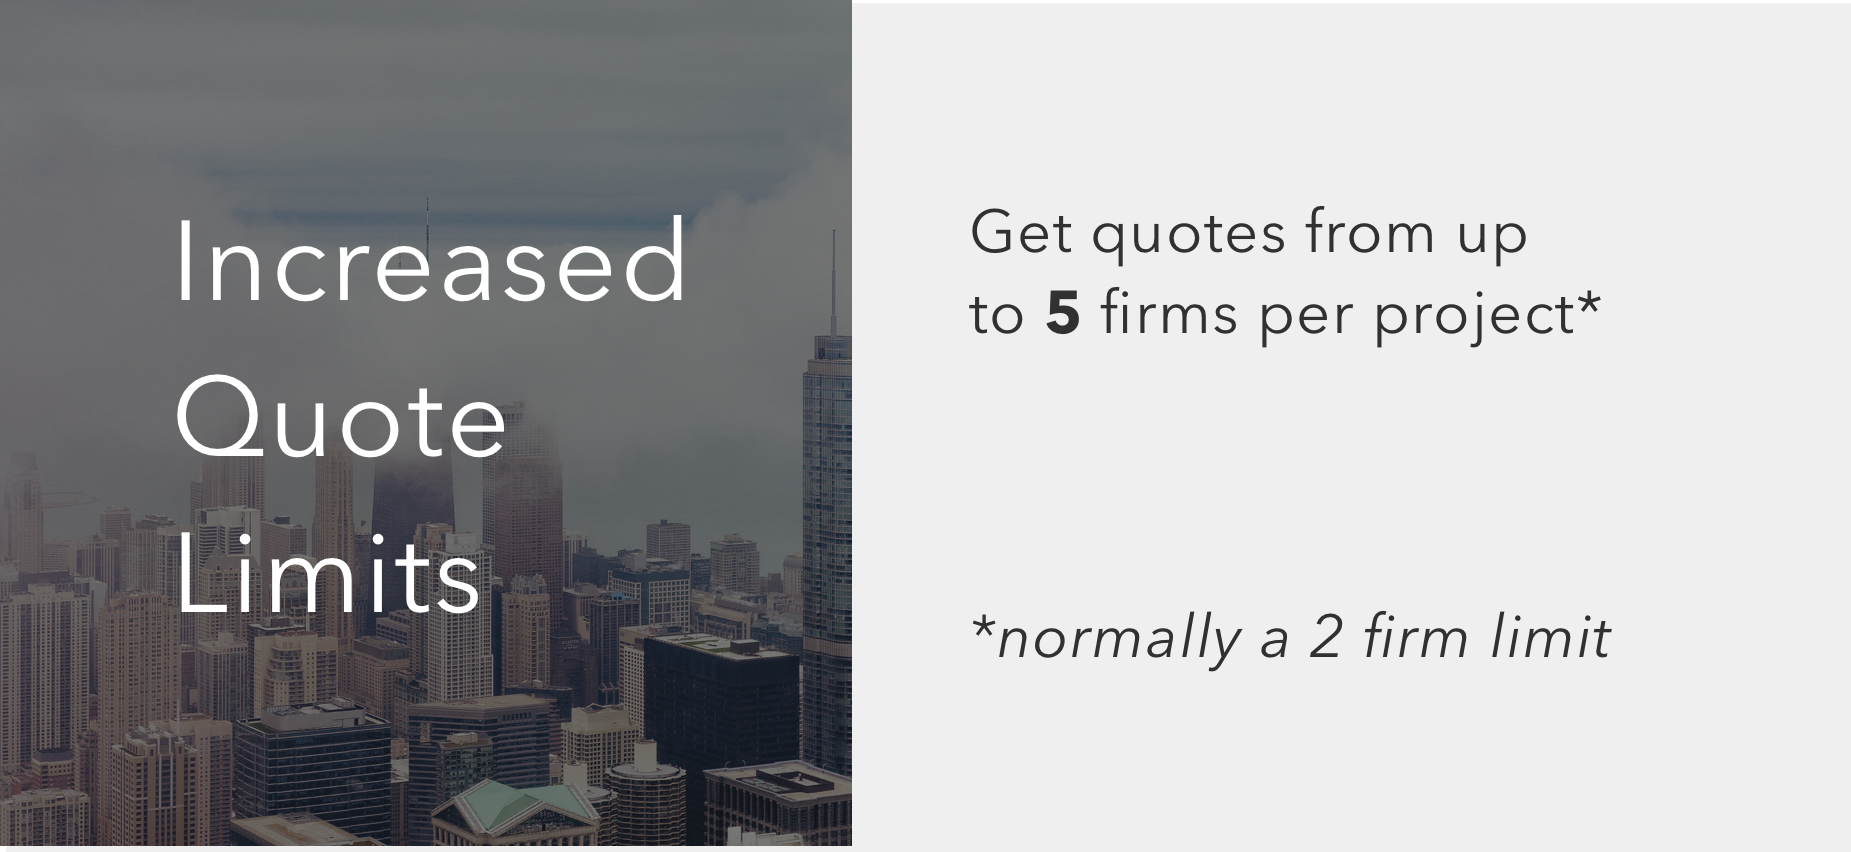 Increased
Quote
Limits
Get quotes from up
to 5 firms per project*
*normally a 2 firm limit